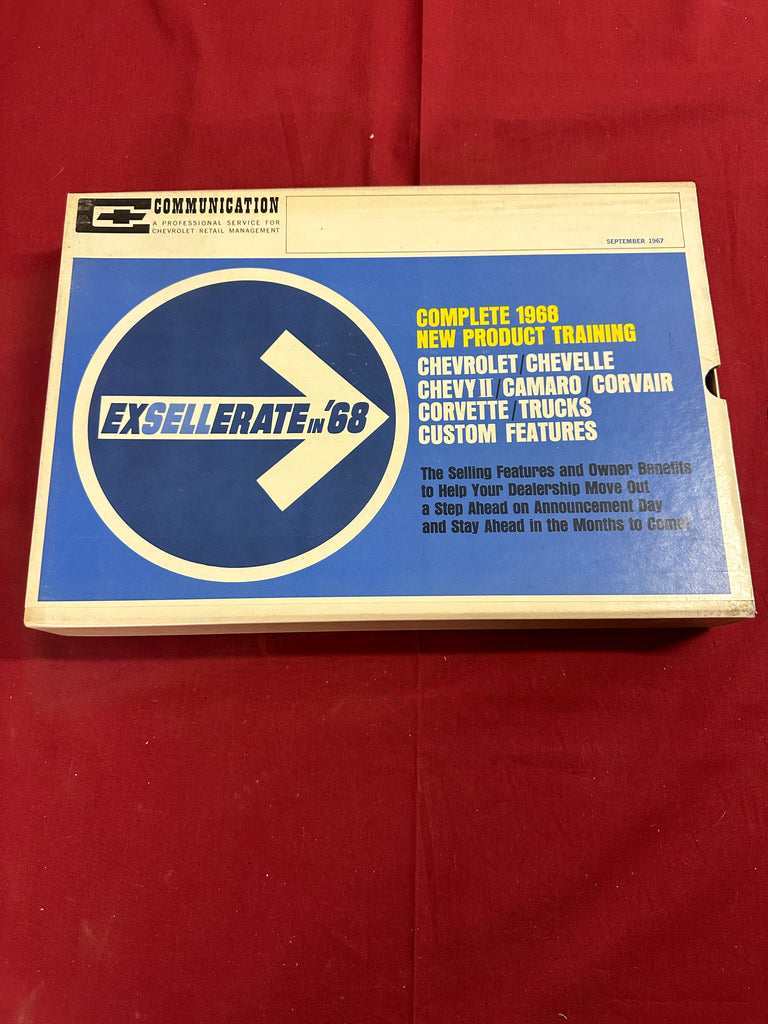 COMMUNICATION
A PROFESSIONAL SERVICE FOR
CHEVROLET RETAIL MANAGEMENT
SEPTEMBER 1967
EXSELLERATE IN '68
COMPLETE 1968
NEW PRODUCT TRAINING
CHEVROLET/CHEVELLE
CHEVY II/CAMARO/CORVAIR
CORVETTE/TRUCKS
CUSTOM FEATURES
The Selling Features and Owner Benefits
to Help Your Dealership Move Out
a Step Ahead on Announcement Day
and Stay Ahead in the Months to Come!